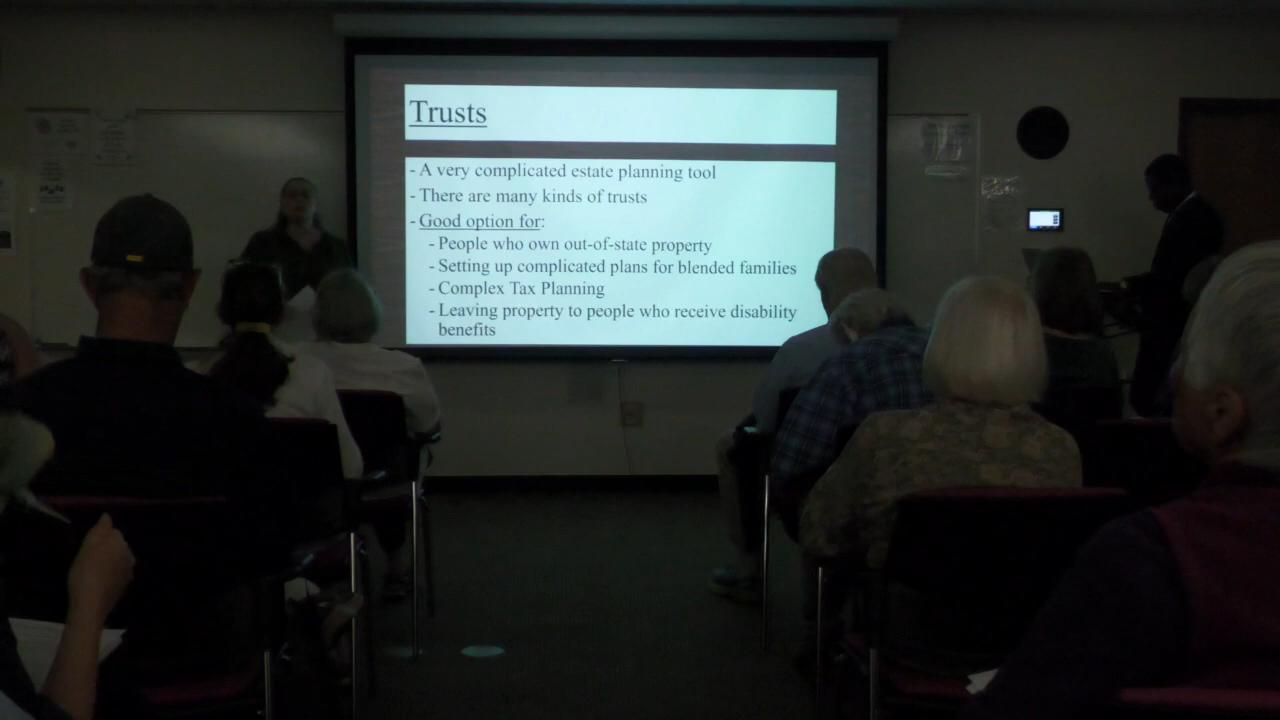 Trusts
- A very complicated estate planning tool
- There are many kinds of trusts
- Good option for:
- People who own out-of-state property
- Setting up complicated plans for blended families
- Complex Tax Planning
- Leaving property to people who receive disability
benefits